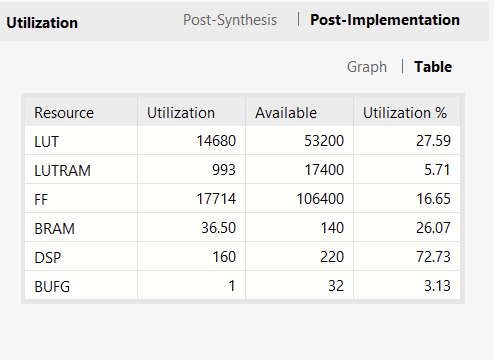 Utilization Post-Synthesis | Post-Implementation
Graph | Table
Resource Utilization Available Utilization %
LUT 14680 53200 27.59
LUTRAM 993 17400 5.71
FF 17714 106400 16.65
BRAM 36.50 140 26.07
DSP 160 220 72.73
BUFG 1 32 3.13